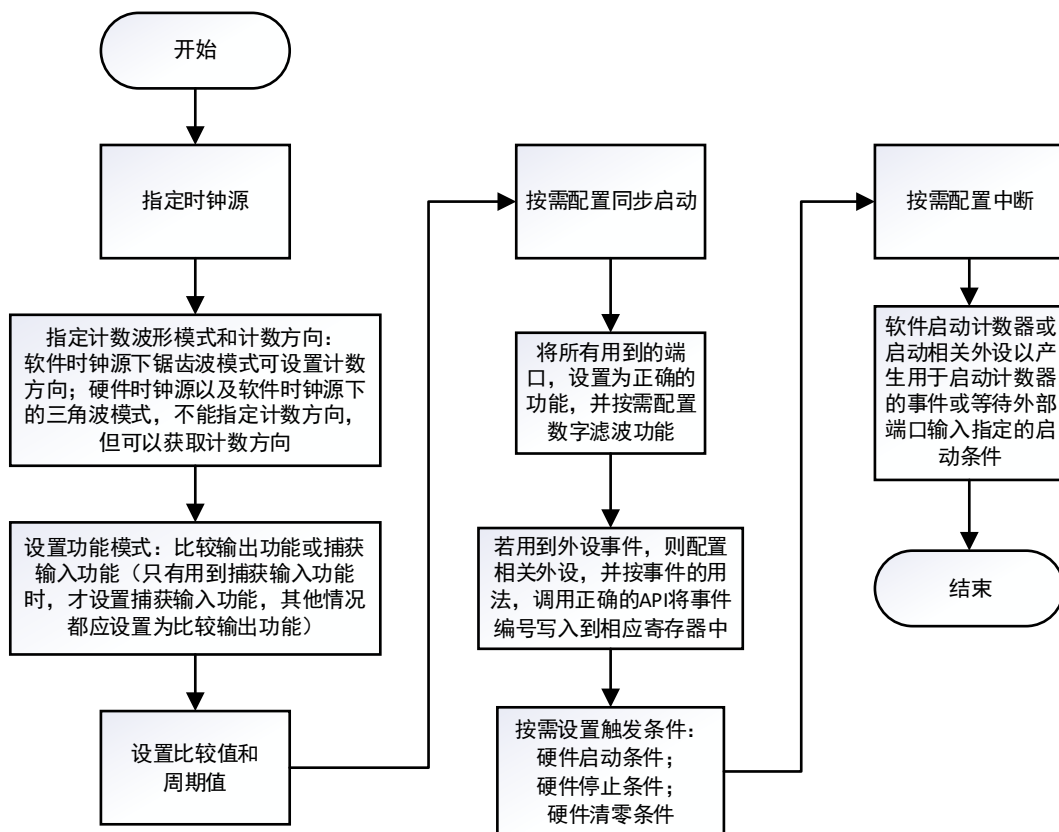 开始
指定时钟源
指定计数波形模式和计数方向：
软件时钟源下锯齿波模式可设置计数
方向；硬件时钟源以及软件时钟源下
的三角波模式，不能指定计数方向，
但可以获取计数方向
设置功能模式：比较输出功能或捕获
输入功能（只有用到捕获输入功能
时，才设置捕获输入功能，其他情况
都应设置为比较输出功能）
设置比较值和
周期值
按需配置同步启动
将所有用到的端
口，设置为正确的
功能，并按需配置
数字滤波功能
若用到外设事件，则配置
相关外设，并按事件的用
法，调用正确的API将事件
编号写入到相应寄存器中
按需设置触发条件：
硬件启动条件；
硬件停止条件；
硬件清零条件
按需配置中断
软件启动计数器或
启动相关外设以产
生用于启动计数器
的事件或等待外部
端口输入指定的启
动条件
结束